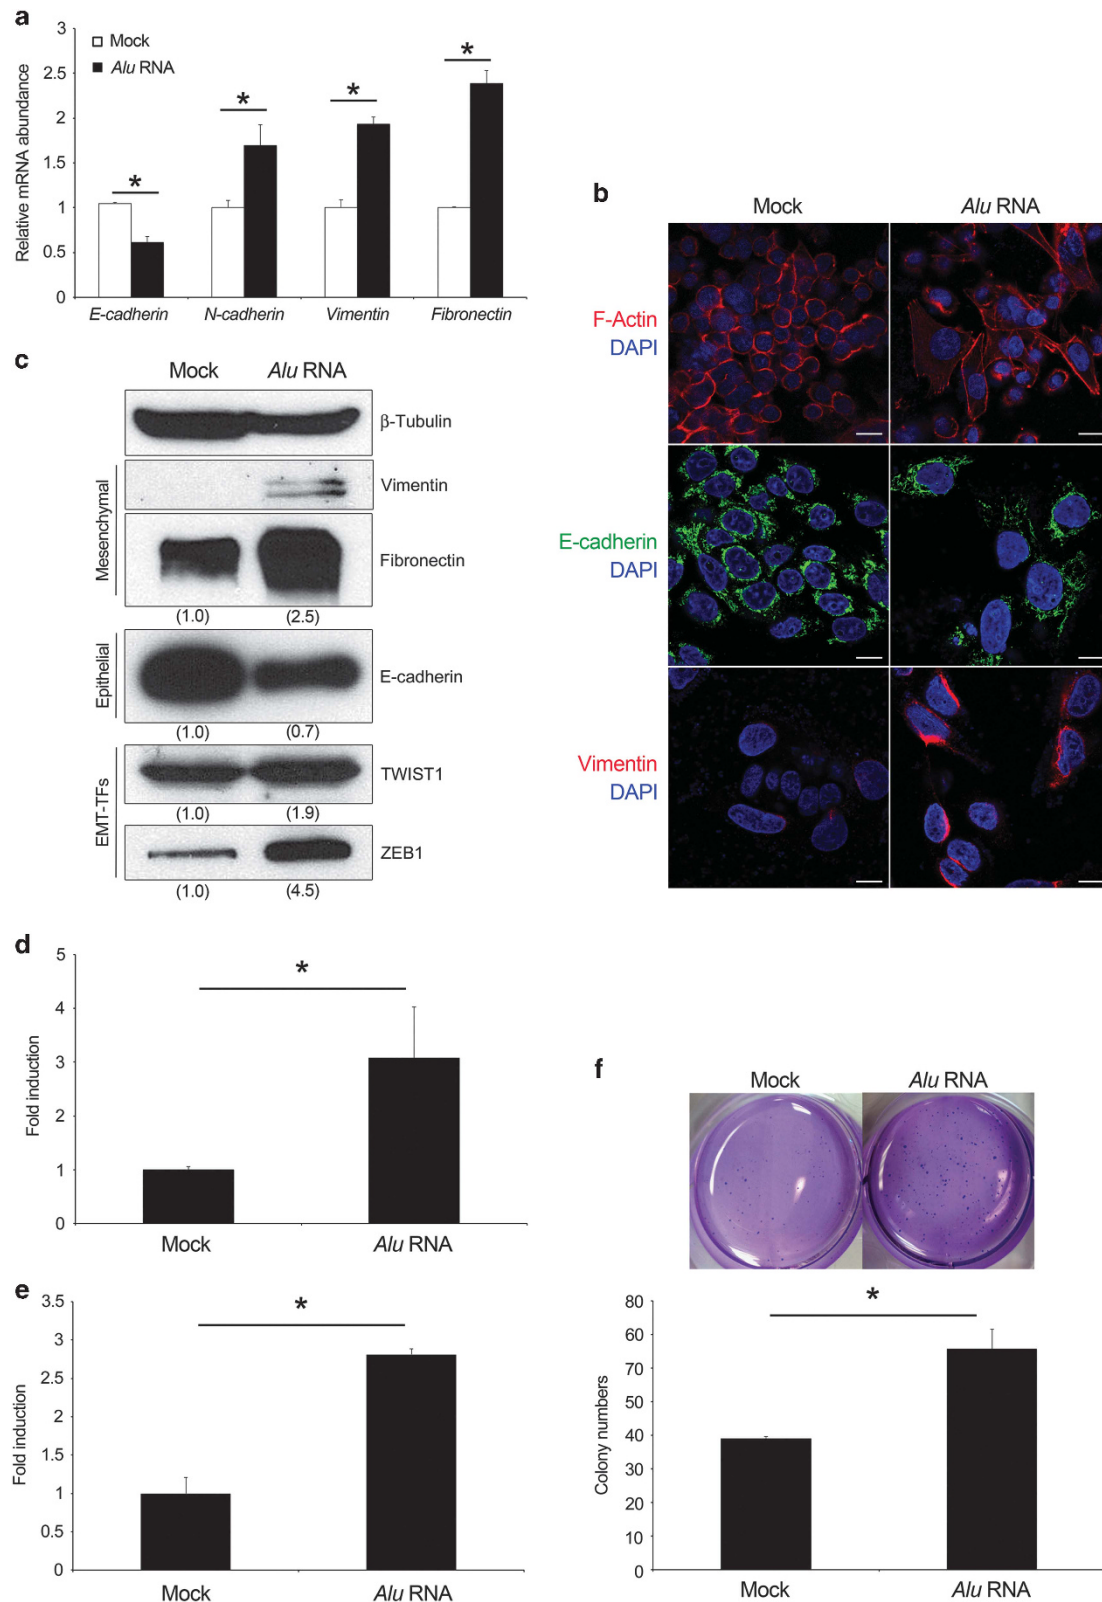 a
3
2.5
2
1.5
1
0.5
0
Relative mRNA abundance
Mock
Alu RNA
*
*
*
*
E-cadherin
N-cadherin
Vimentin
Fibronectin
b
Mock
Alu RNA
F-Actin
DAPI
E-cadherin
DAPI
Vimentin
DAPI
c
Mock
Alu RNA
β-Tubulin
Mesenchymal
Vimentin
Fibronectin
(1.0)
(2.5)
Epithelial
E-cadherin
(1.0)
(0.7)
EMT-TFs
TWIST1
(1.0)
(1.9)
ZEB1
(1.0)
(4.5)
d
5
4
3
2
1
0
Fold induction
*
Mock
Alu RNA
e
3.5
3
2.5
2
1.5
1
0.5
0
Fold induction
*
Mock
Alu RNA
f
Mock
Alu RNA
80
60
70
50
40
30
20
10
0
Colony numbers
*
Mock
Alu RNA